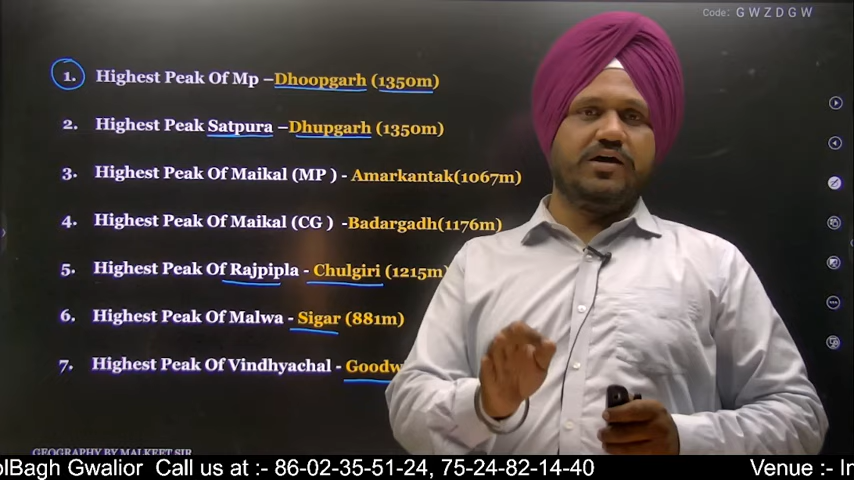 Code: GWZDGW
1. Highest Peak Of Mp –Dhoopgarh (1350m)
2. Highest Peak Satpura –Dhupgarh (1350m)
3. Highest Peak Of Maikal (MP ) - Amarkantak(1067m)
4. Highest Peak Of Maikal (CG ) -Badargadh(1176m)
5. Highest Peak Of Rajpipla - Chulgiri (1215m)
6. Highest Peak Of Malwa - Sigar (881m)
7. Highest Peak Of Vindhyachal - Goodw
GEOGRAPHY BY MALKEET SIR
olBagh Gwalior Call us at :- 86-02-35-51-24, 75-24-82-14-40 Venue :- In